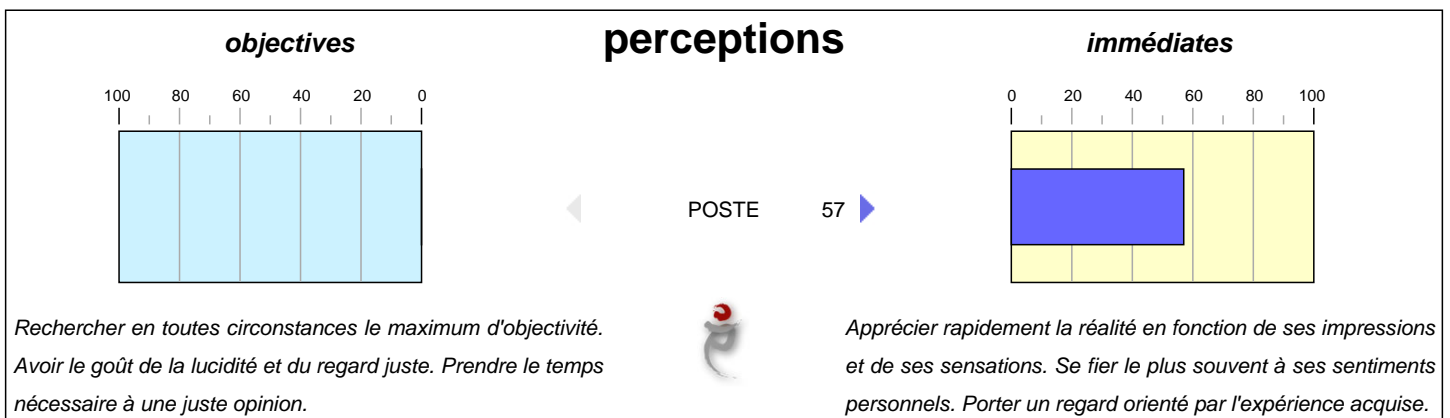 perceptions
objectives
immédiates
100 80 60 40 20 0
0 20 40 60 80 100
POSTE 57
Rechercher en toutes circonstances le maximum d'objectivité.
Avoir le goût de la lucidité et du regard juste. Prendre le temps
nécessaire à une juste opinion.
Apprécier rapidement la réalité en fonction de ses impressions
et de ses sensations. Se fier le plus souvent à ses sentiments
personnels. Porter un regard orienté par l'expérience acquise.